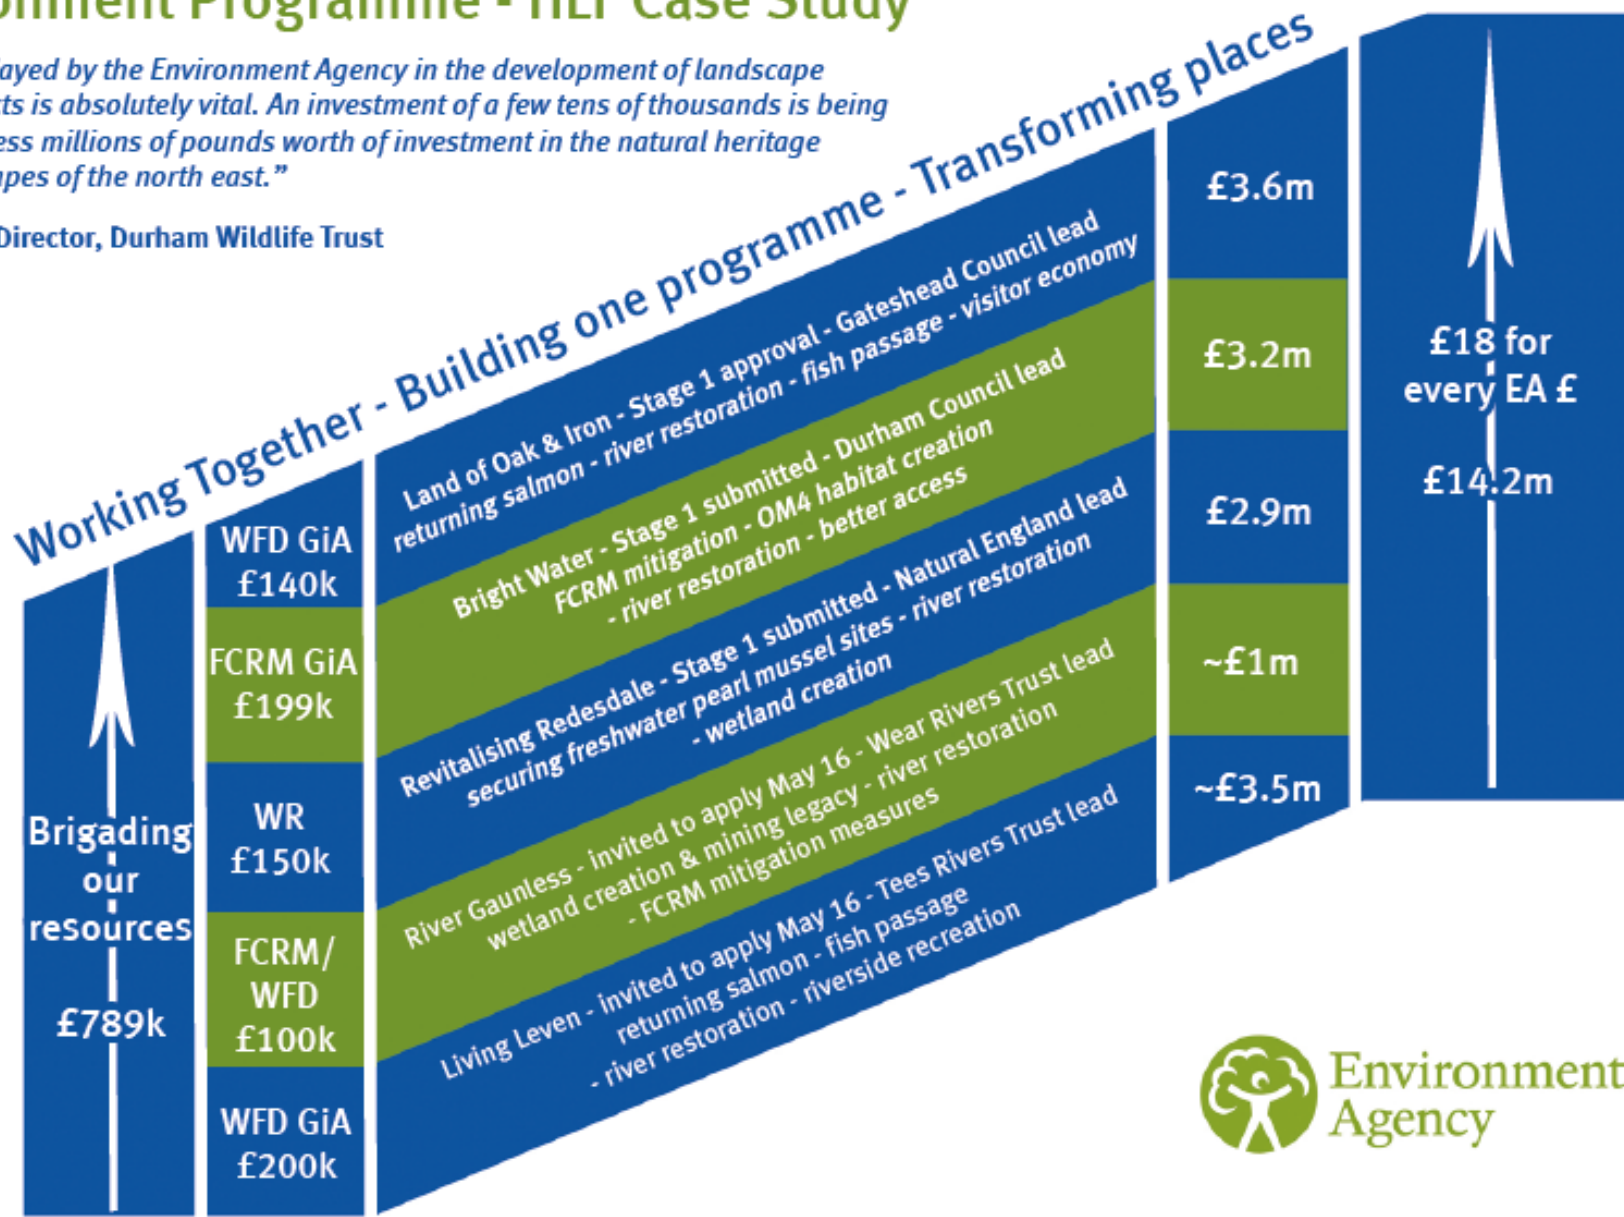 Programme - HLF Case Study
layed by the Environment Agency in the development of landscape
cts is absolutely vital. An investment of a few tens of thousands is being
ess millions of pounds worth of investment in the natural heritage
apes of the north east.”
Director, Durham Wildlife Trust
Working Together - Building one programme - Transforming places
Brigading
our
resources
£789k
WFD GiA
£140k
FCRM GiA
£199k
WR
£150k
FCRM/
WFD
£100k
WFD GiA
£200k
Land of Oak & Iron - Stage 1 approval - Gateshead Council lead
returning salmon - river restoration - fish passage - visitor economy
Bright Water - Stage 1 submitted - Durham Council lead
FCRM mitigation - OM4 habitat creation
- river restoration - better access
Revitalising Redesdale - Stage 1 submitted - Natural England lead
securing freshwater pearl mussel sites - river restoration
- wetland creation
River Gaunless - invited to apply May 16 - Wear Rivers Trust lead
wetland creation & mining legacy - river restoration
- FCRM mitigation measures
Living Leven - invited to apply May 16 - Tees Rivers Trust lead
returning salmon - fish passage
- river restoration - riverside recreation
£3.6m
£3.2m
£2.9m
~£1m
~£3.5m
£18 for
every EA £
£14.2m
Environment
Agency